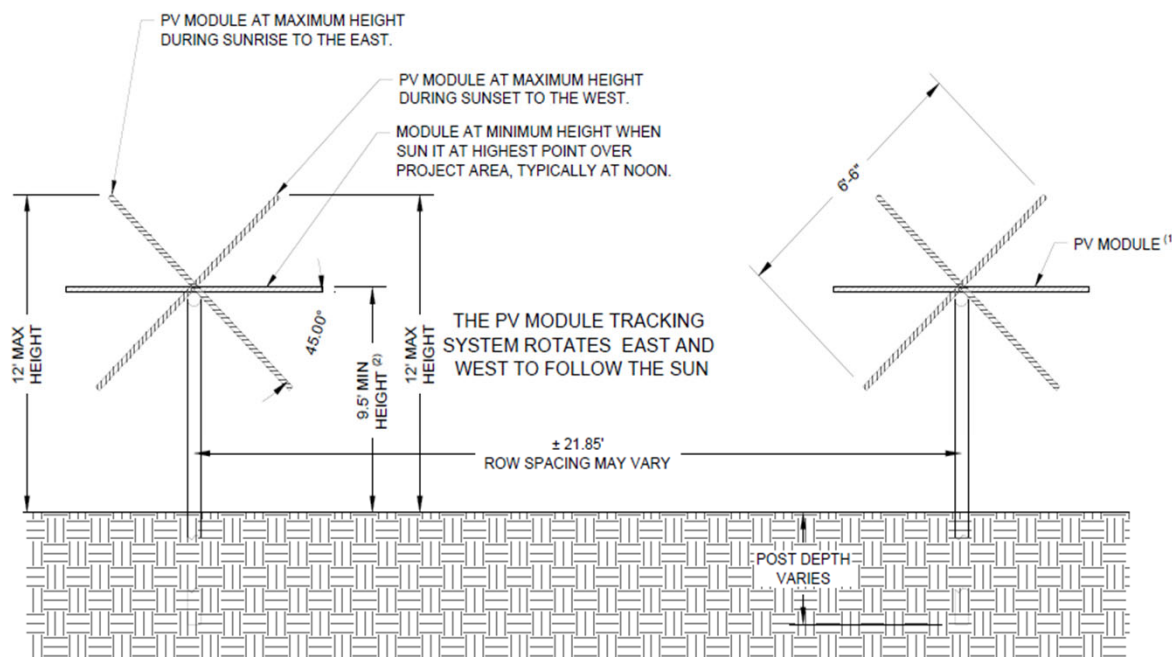 PV MODULE AT MAXIMUM HEIGHT
DURING SUNRISE TO THE EAST.
PV MODULE AT MAXIMUM HEIGHT
DURING SUNSET TO THE WEST.
MODULE AT MINIMUM HEIGHT WHEN
SUN IT AT HIGHEST POINT OVER
PROJECT AREA, TYPICALLY AT NOON.
6'-6"
PV MODULE (1
12' MAX
HEIGHT
45.00°
9.5' MIN
HEIGHT (2)
12' MAX
HEIGHT
THE PV MODULE TRACKING
SYSTEM ROTATES EAST AND
WEST TO FOLLOW THE SUN
± 21.85'
ROW SPACING MAY VARY
POST DEPTH
VARIES